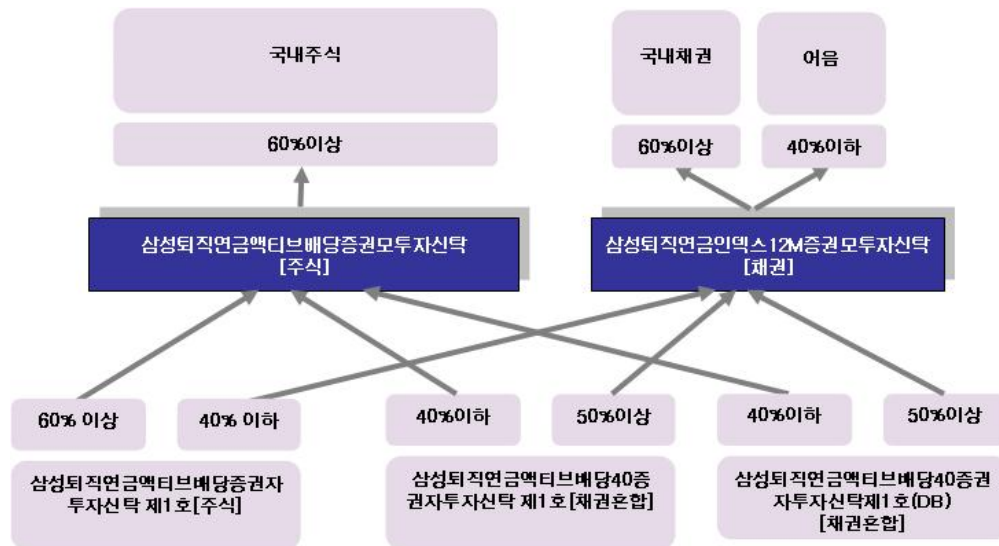 국내주식
국내채권
어음
60%이상
60%이상
40%이하
삼성퇴직연금액티브배당증권모투자신탁
[주식]
삼성퇴직연금인덱스12M증권모투자신탁
[채권]
60% 이상
40% 이하
40%이하
50%이상
40%이하
50%이상
삼성퇴직연금액티브배당증권자
투자신탁 제1호[주식]
삼성퇴직연금액티브배당40증
권자투자신탁 제1호[채권혼합]
삼성퇴직연금액티브배당40증권
자투자신탁제1호(DB)
[채권혼합]